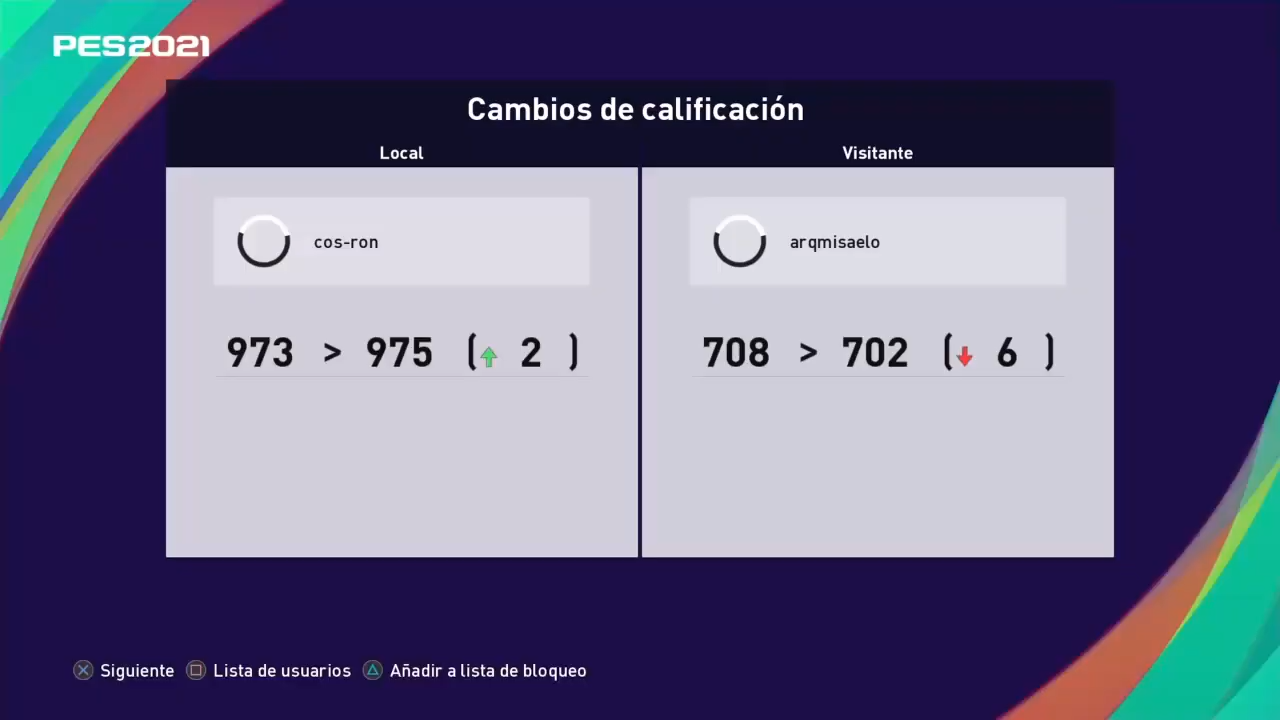 PES2021
Cambios de calificación
Local
Visitante
cos-ron
arqmisaelo
973 > 975 (↑ 2 )
708 > 702 (↓ 6 )
Siguiente Lista de usuarios Añadir a lista de bloqueo